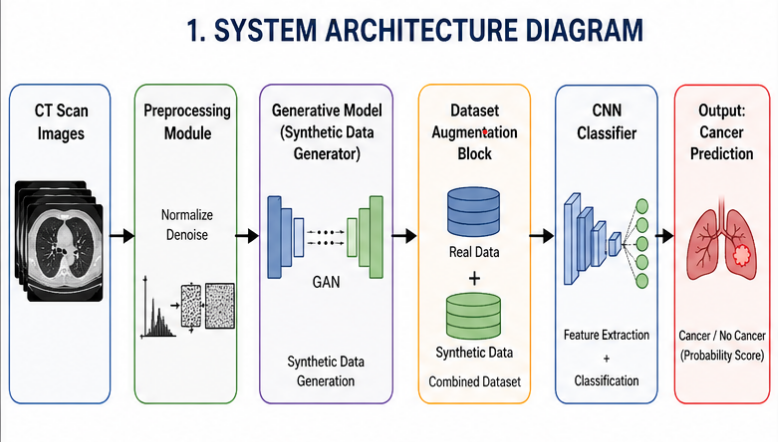 1. SYSTEM ARCHITECTURE DIAGRAM
CT Scan
Images
Preprocessing
Module
Normalize
Denoise
Generative Model
(Synthetic Data
Generator)
GAN
Synthetic Data
Generation
Dataset
Augmentation
Block
Real Data
+
Synthetic Data
Combined Dataset
CNN
Classifier
Feature Extraction
+
Classification
Output:
Cancer
Prediction
Cancer / No Cancer
(Probability Score)